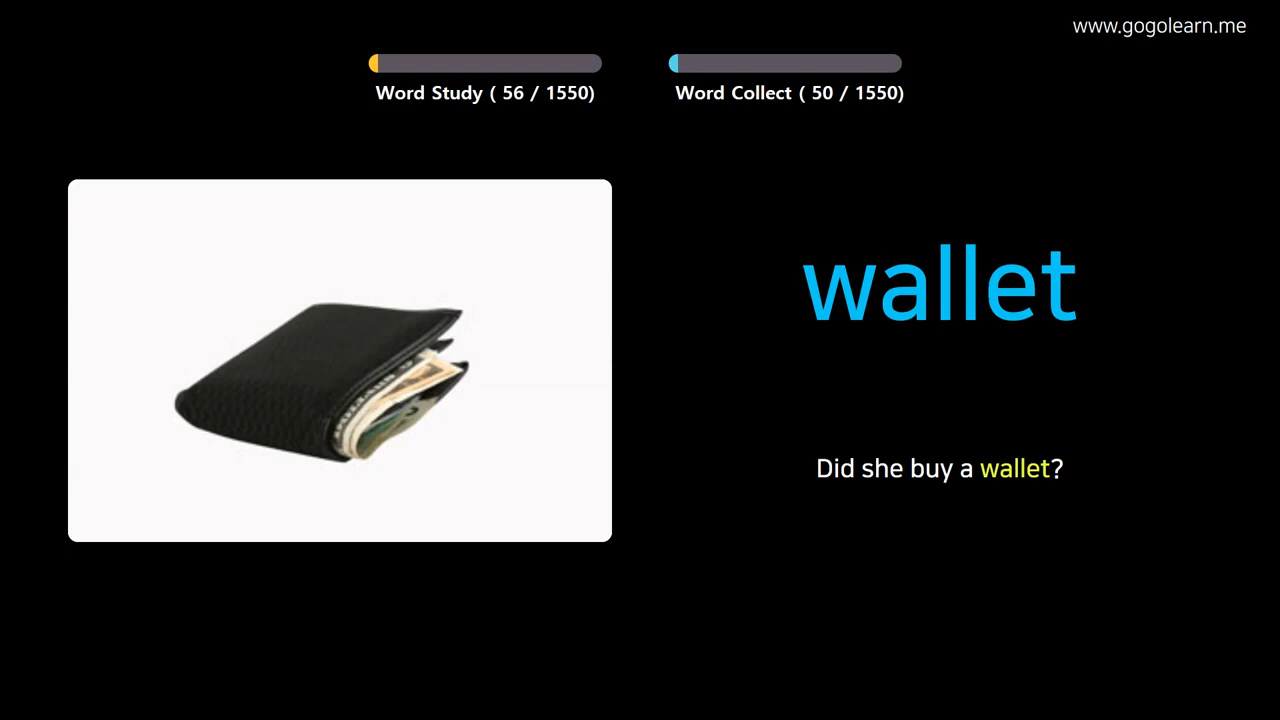 www.gogolearn.me
Word Study ( 56 / 1550)
Word Collect ( 50 / 1550)
wallet
Did she buy a wallet?